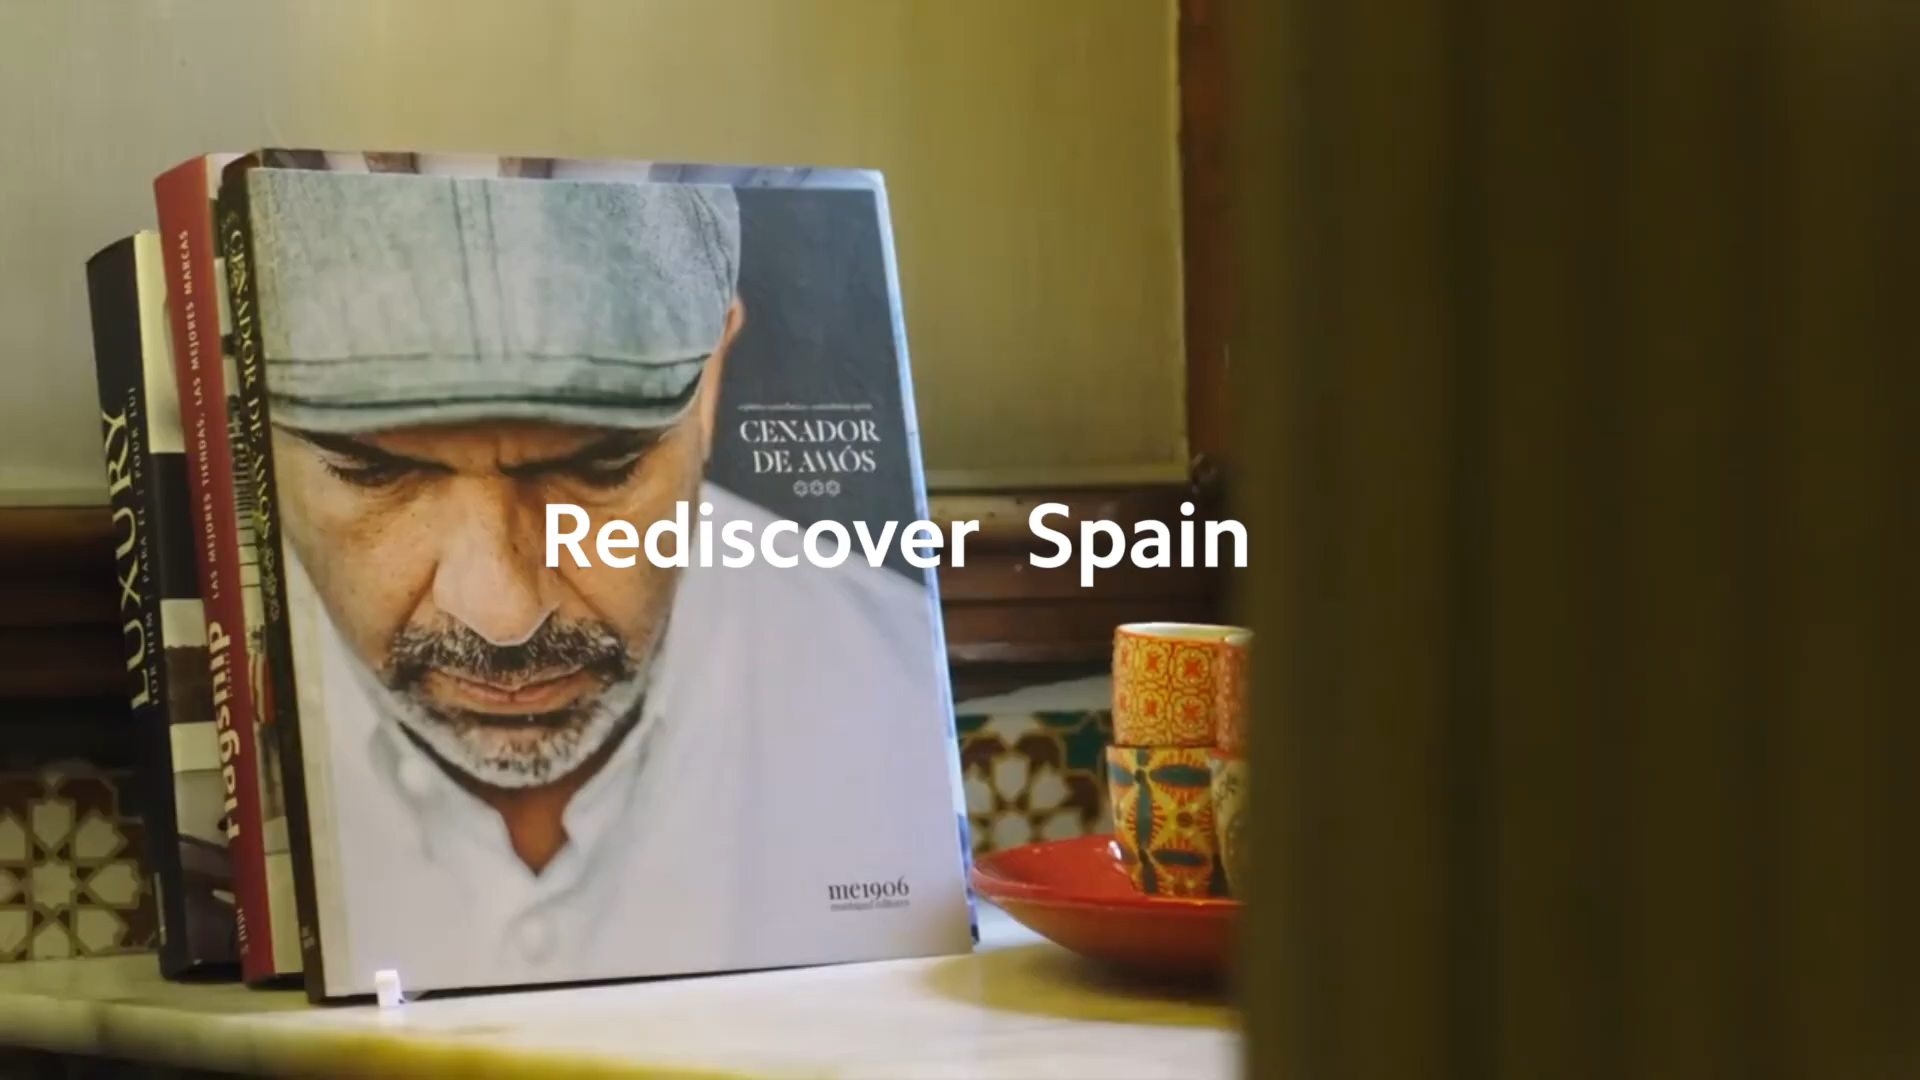 LUXURY
FOR HIM | PARA ÉL | POUR LUI
Flagship
LAS MEJORES TIENDAS, LAS MEJORES MARCAS
CENADOR DE AMÓS
CENADOR
DE AMÓS
Rediscover Spain
me1906